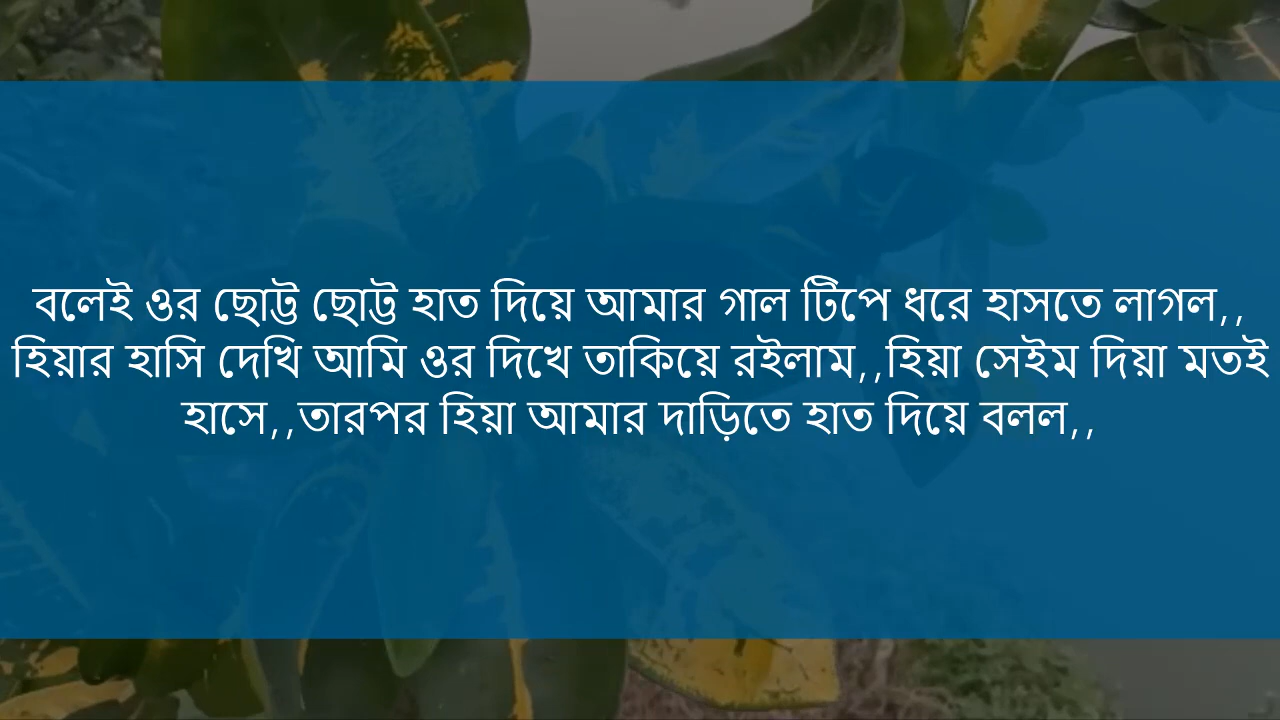 বলেই ওর ছোট্ট ছোট্ট হাত দিয়ে আমার গাল টিপে ধরে হাসতে লাগল,,
হিয়ার হাসি দেখি আমি ওর দিখে তাকিয়ে রইলাম,,হিয়া সেইম দিয়া মতই
হাসে,,তারপর হিয়া আমার দাড়িতে হাত দিয়ে বলল,,